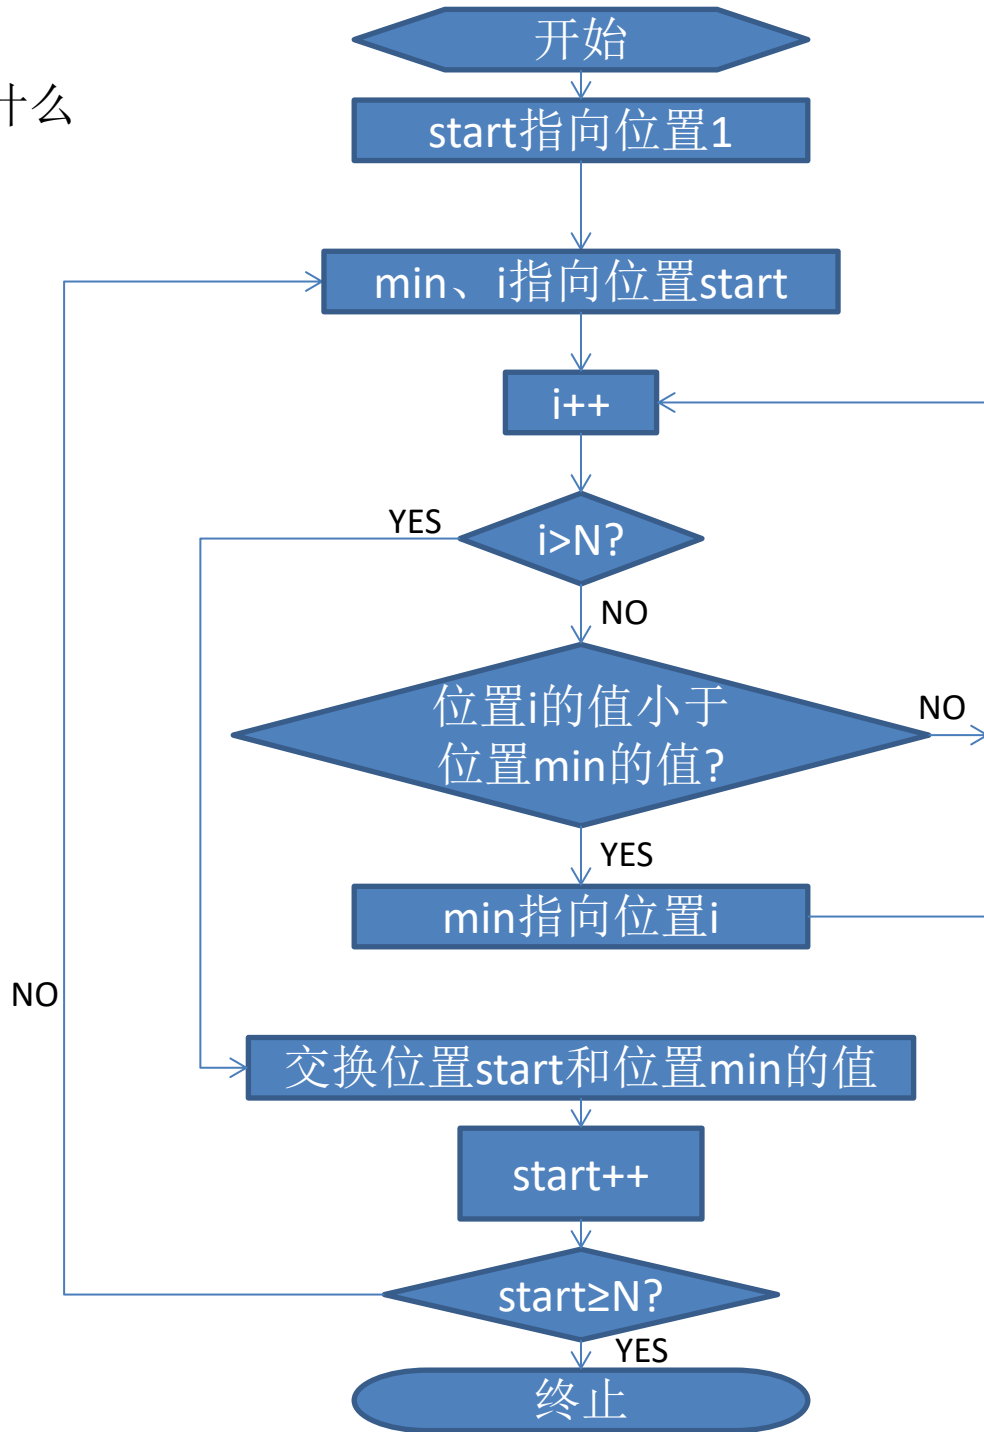 开始
什么
start指向位置1
min、i指向位置start
i++
YES
i>N?
NO
位置i的值小于
位置min的值?
NO
YES
min指向位置i
NO
交换位置start和位置min的值
start++
start≥N?
YES
终止